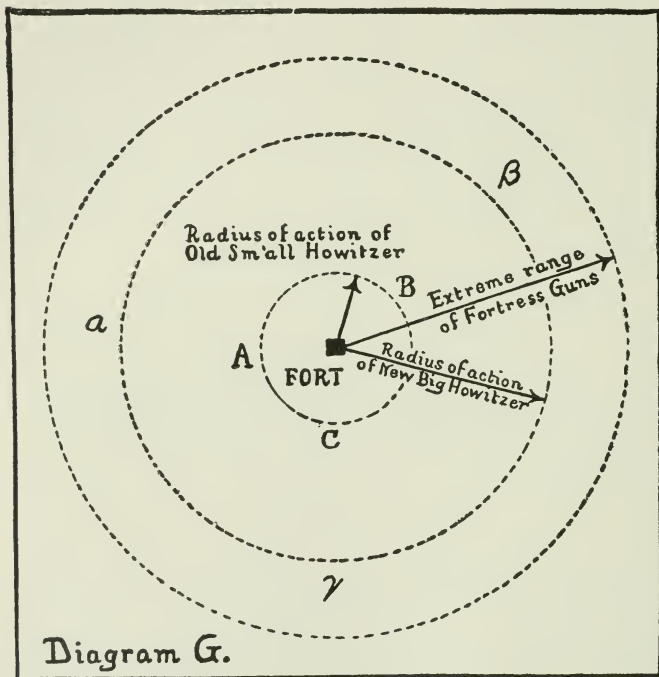 β
Radius of action of
Old Small Howitzer
a
B
Extreme range
of Fortress Guns
A
FORT
Radius of action
of New Big Howitzer
C
γ
Diagram G.